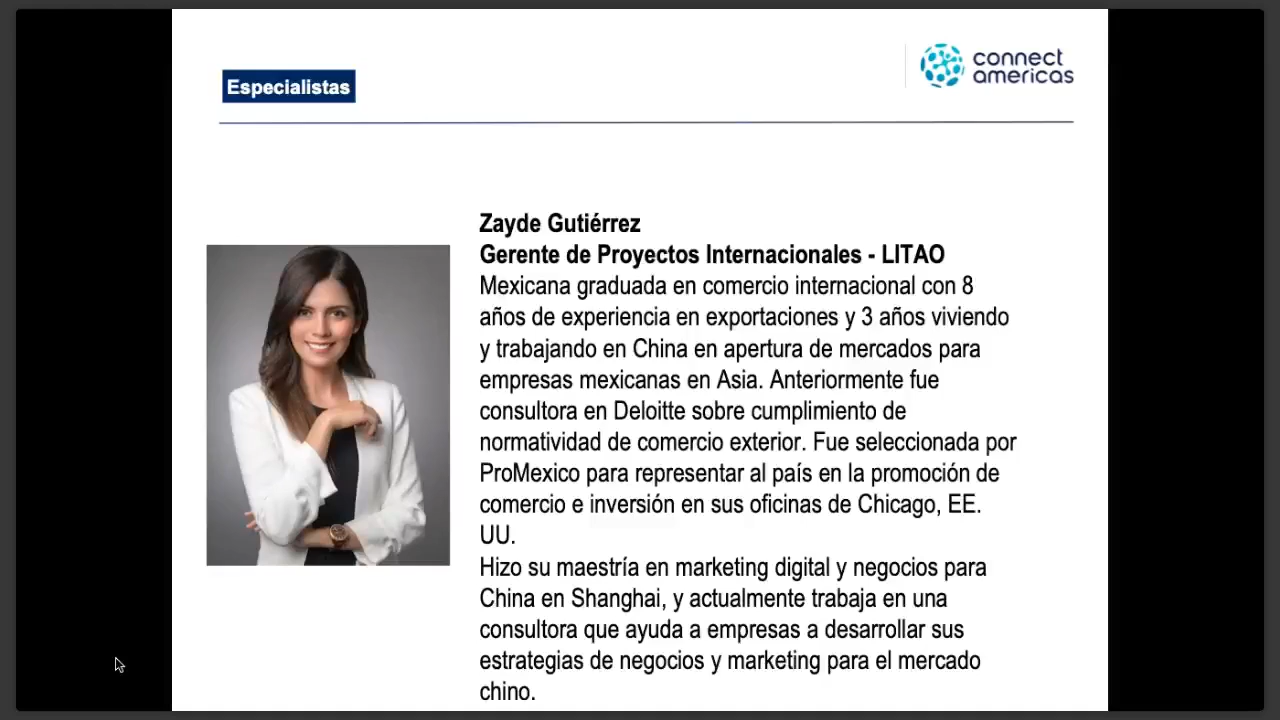 Especialistas
connect
americas
Zayde Gutiérrez
Gerente de Proyectos Internacionales - LITAO
Mexicana graduada en comercio internacional con 8
años de experiencia en exportaciones y 3 años viviendo
y trabajando en China en apertura de mercados para
empresas mexicanas en Asia. Anteriormente fue
consultora en Deloitte sobre cumplimiento de
normatividad de comercio exterior. Fue seleccionada por
ProMexico para representar al país en la promoción de
comercio e inversión en sus oficinas de Chicago, EE.
UU.
Hizo su maestría en marketing digital y negocios para
China en Shanghai, y actualmente trabaja en una
consultora que ayuda a empresas a desarrollar sus
estrategias de negocios y marketing para el mercado
chino.